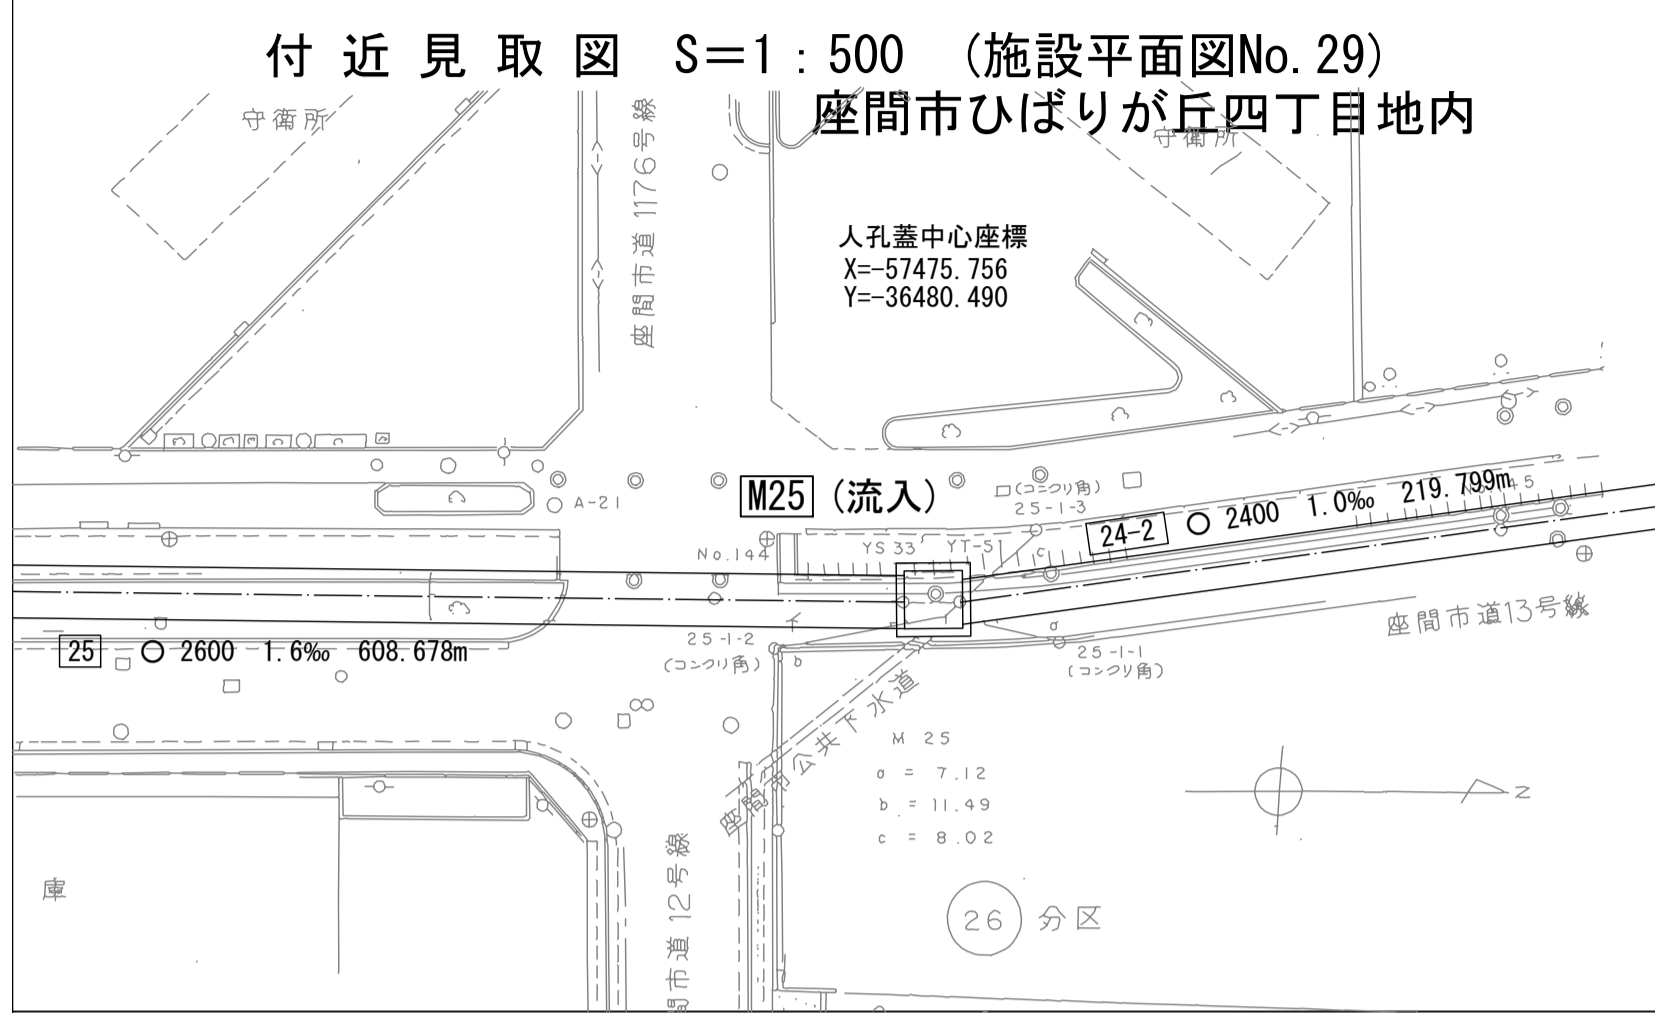 付近見取図 S=1:500 (施設平面図No.29)
座間市ひばりが丘四丁目地内
守衛所
守衛所
座間市道1176号線
人孔蓋中心座標
X=-57475.756
Y=-36480.490
A-21
M25 (流入)
(コンクリ角)
25-1-3
24-2 ○ 2400 1.0‰ 219.799m
No.144
YS 33
YT-5
c
25 ○ 2600 1.6‰ 608.678m
25-1-2
(コンクリ角)
b
a
25-1-1
(コンクリ角)
座間市道13号線
座間市公共下水道
M 25
a = 7.12
b = 11.49
c = 8.02
N
間市道12号線
庫
26 分区